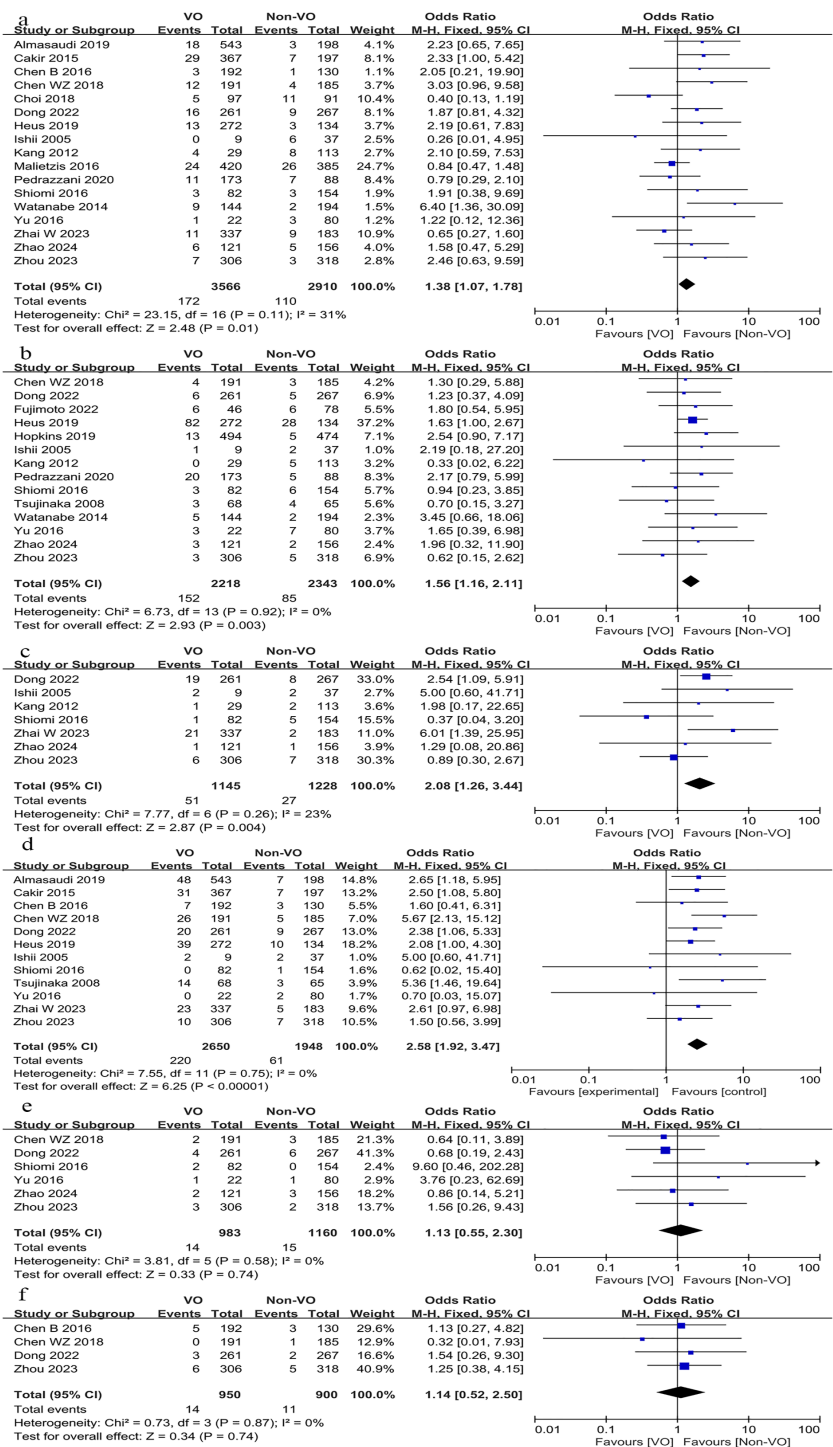 a
VO Non-VO Odds Ratio Odds Ratio
Study or Subgroup Events Total Events Total Weight M-H, Fixed, 95% CI M-H, Fixed, 95% CI
Almasaudi 2019 18 543 3 198 4.1% 2.23 [0.65, 7.65]
Cakir 2015 29 367 7 197 8.1% 2.33 [1.00, 5.42]
Chen B 2016 3 192 1 130 1.1% 2.05 [0.21, 19.90]
Chen WZ 2018 12 191 4 185 3.7% 3.03 [0.96, 9.58]
Choi 2018 5 97 11 91 10.4% 0.40 [0.13, 1.19]
Dong 2022 16 261 9 267 8.0% 1.87 [0.81, 4.32]
Heus 2019 13 272 3 134 3.7% 2.19 [0.61, 7.83]
Ishii 2005 0 9 6 37 2.7% 0.26 [0.01, 4.95]
Kang 2012 4 29 8 113 2.8% 2.10 [0.59, 7.53]
Malietzis 2016 24 420 26 385 24.7% 0.84 [0.47, 1.48]
Pedrazzani 2020 11 173 7 88 8.3% 0.79 [0.29, 2.10]
Shiomi 2016 3 82 3 154 1.9% 1.91 [0.38, 9.69]
Watanabe 2014 9 144 2 194 1.5% 6.40 [1.36, 30.09]
Yu 2016 1 22 3 80 1.2% 1.22 [0.12, 12.36]
Zhai W 2023 11 337 9 183 10.9% 0.65 [0.27, 1.60]
Zhao 2024 6 121 5 156 4.0% 1.58 [0.47, 5.29]
Zhou 2023 7 306 3 318 2.8% 2.46 [0.63, 9.59]
Total (95% CI) 3566 2910 100.0% 1.38 [1.07, 1.78]
Total events 172 110
Heterogeneity: Chi² = 23.15, df = 16 (P = 0.11); I² = 31%
Test for overall effect: Z = 2.48 (P = 0.01)
0.01 0.1 1 10 100
Favours [VO] Favours [Non-VO]
b
VO Non-VO Odds Ratio Odds Ratio
Study or Subgroup Events Total Events Total Weight M-H, Fixed, 95% CI M-H, Fixed, 95% CI
Chen WZ 2018 4 191 3 185 4.2% 1.30 [0.29, 5.88]
Dong 2022 6 261 5 267 6.9% 1.23 [0.37, 4.09]
Fujimoto 2022 6 46 6 78 5.5% 1.80 [0.54, 5.95]
Heus 2019 82 272 28 134 37.2% 1.63 [1.00, 2.67]
Hopkins 2019 13 494 5 474 7.1% 2.54 [0.90, 7.17]
Ishii 2005 1 9 2 37 1.0% 2.19 [0.18, 27.20]
Kang 2012 0 29 5 113 3.2% 0.33 [0.02, 6.22]
Pedrazzani 2020 20 173 5 88 8.3% 2.17 [0.79, 5.99]
Shiomi 2016 3 82 6 154 5.7% 0.94 [0.23, 3.85]
Tsujinaka 2008 3 68 4 65 5.6% 0.70 [0.15, 3.27]
Watanabe 2014 5 144 2 194 2.3% 3.45 [0.66, 18.06]
Yu 2016 3 22 7 80 3.9% 1.65 [0.39, 6.98]
Zhao 2024 3 121 2 156 2.4% 1.96 [0.32, 11.90]
Zhou 2023 3 306 5 318 6.9% 0.62 [0.15, 2.62]
Total (95% CI) 2218 2343 100.0% 1.56 [1.16, 2.11]
Total events 152 85
Heterogeneity: Chi² = 6.73, df = 13 (P = 0.92); I² = 0%
Test for overall effect: Z = 2.93 (P = 0.003)
0.01 0.1 1 10 100
Favours [VO] Favours [Non-VO]
c
VO Non-VO Odds Ratio Odds Ratio
Study or Subgroup Events Total Events Total Weight M-H, Fixed, 95% CI M-H, Fixed, 95% CI
Dong 2022 19 261 8 267 33.0% 2.54 [1.09, 5.91]
Ishii 2005 2 9 2 37 2.7% 5.00 [0.60, 41.71]
Kang 2012 1 29 2 113 3.6% 1.98 [0.17, 22.65]
Shiomi 2016 1 82 5 154 15.5% 0.37 [0.04, 3.20]
Zhai W 2023 21 337 2 183 11.0% 6.01 [1.39, 25.95]
Zhao 2024 1 121 1 156 3.9% 1.29 [0.08, 20.86]
Zhou 2023 6 306 7 318 30.3% 0.89 [0.30, 2.67]
Total (95% CI) 1145 1228 100.0% 2.08 [1.26, 3.44]
Total events 51 27
Heterogeneity: Chi² = 7.77, df = 6 (P = 0.26); I² = 23%
Test for overall effect: Z = 2.87 (P = 0.004)
0.01 0.1 1 10 100
Favours [VO] Favours [Non-VO]
d
VO Non-VO Odds Ratio Odds Ratio
Study or Subgroup Events Total Events Total Weight M-H, Fixed, 95% CI M-H, Fixed, 95% CI
Almasaudi 2019 48 543 7 198 14.8% 2.65 [1.18, 5.95]
Cakir 2015 31 367 7 197 13.2% 2.50 [1.08, 5.80]
Chen B 2016 7 192 3 130 5.5% 1.60 [0.41, 6.31]
Chen WZ 2018 26 191 5 185 7.0% 5.67 [2.13, 15.12]
Dong 2022 20 261 9 267 13.0% 2.38 [1.06, 5.33]
Heus 2019 39 272 10 134 18.2% 2.08 [1.00, 4.30]
Ishii 2005 2 9 2 37 1.0% 5.00 [0.60, 41.71]
Shiomi 2016 0 82 1 154 1.7% 0.62 [0.02, 15.40]
Tsujinaka 2008 14 68 3 65 3.9% 5.36 [1.46, 19.64]
Yu 2016 0 22 2 80 1.8% 0.70 [0.03, 15.07]
Zhai W 2023 23 337 5 183 9.6% 2.61 [0.97, 6.98]
Zhou 2023 10 306 7 318 10.5% 1.50 [0.56, 3.99]
Total (95% CI) 2650 1948 100.0% 2.58 [1.92, 3.47]
Total events 220 61
Heterogeneity: Chi² = 7.55, df = 11 (P = 0.75); I² = 0%
Test for overall effect: Z = 6.25 (P < 0.00001)
0.01 0.1 1 10 100
Favours [experimental] Favours [control]
e
VO Non-VO Odds Ratio Odds Ratio
Study or Subgroup Events Total Events Total Weight M-H, Fixed, 95% CI M-H, Fixed, 95% CI
Chen WZ 2018 2 191 3 185 21.3% 0.64 [0.11, 3.89]
Dong 2022 4 261 6 267 41.3% 0.68 [0.19, 2.43]
Shiomi 2016 2 82 0 154 2.4% 9.60 [0.46, 202.28]
Yu 2016 1 22 1 80 3.0% 3.76 [0.23, 62.69]
Zhao 2024 2 121 3 156 18.2% 0.86 [0.14, 5.21]
Zhou 2023 3 306 2 318 13.7% 1.56 [0.26, 9.43]
Total (95% CI) 983 1160 100.0% 1.13 [0.55, 2.30]
Total events 14 15
Heterogeneity: Chi² = 3.81, df = 5 (P = 0.58); I² = 0%
Test for overall effect: Z = 0.33 (P = 0.74)
0.01 0.1 1 10 100
Favours [VO] Favours [Non-VO]
f
VO Non-VO Odds Ratio Odds Ratio
Study or Subgroup Events Total Events Total Weight M-H, Fixed, 95% CI M-H, Fixed, 95% CI
Chen B 2016 5 192 3 130 29.6% 1.13 [0.27, 4.82]
Chen WZ 2018 0 191 1 185 12.9% 0.32 [0.01, 7.93]
Dong 2022 3 261 2 267 16.6% 1.54 [0.26, 9.30]
Zhou 2023 6 306 5 318 40.9% 1.25 [0.38, 4.15]
Total (95% CI) 950 900 100.0% 1.14 [0.52, 2.50]
Total events 14 11
Heterogeneity: Chi² = 0.73, df = 3 (P = 0.87); I² = 0%
Test for overall effect: Z = 0.34 (P = 0.74)
0.01 0.1 1 10 100
Favours [VO] Favours [Non-VO]